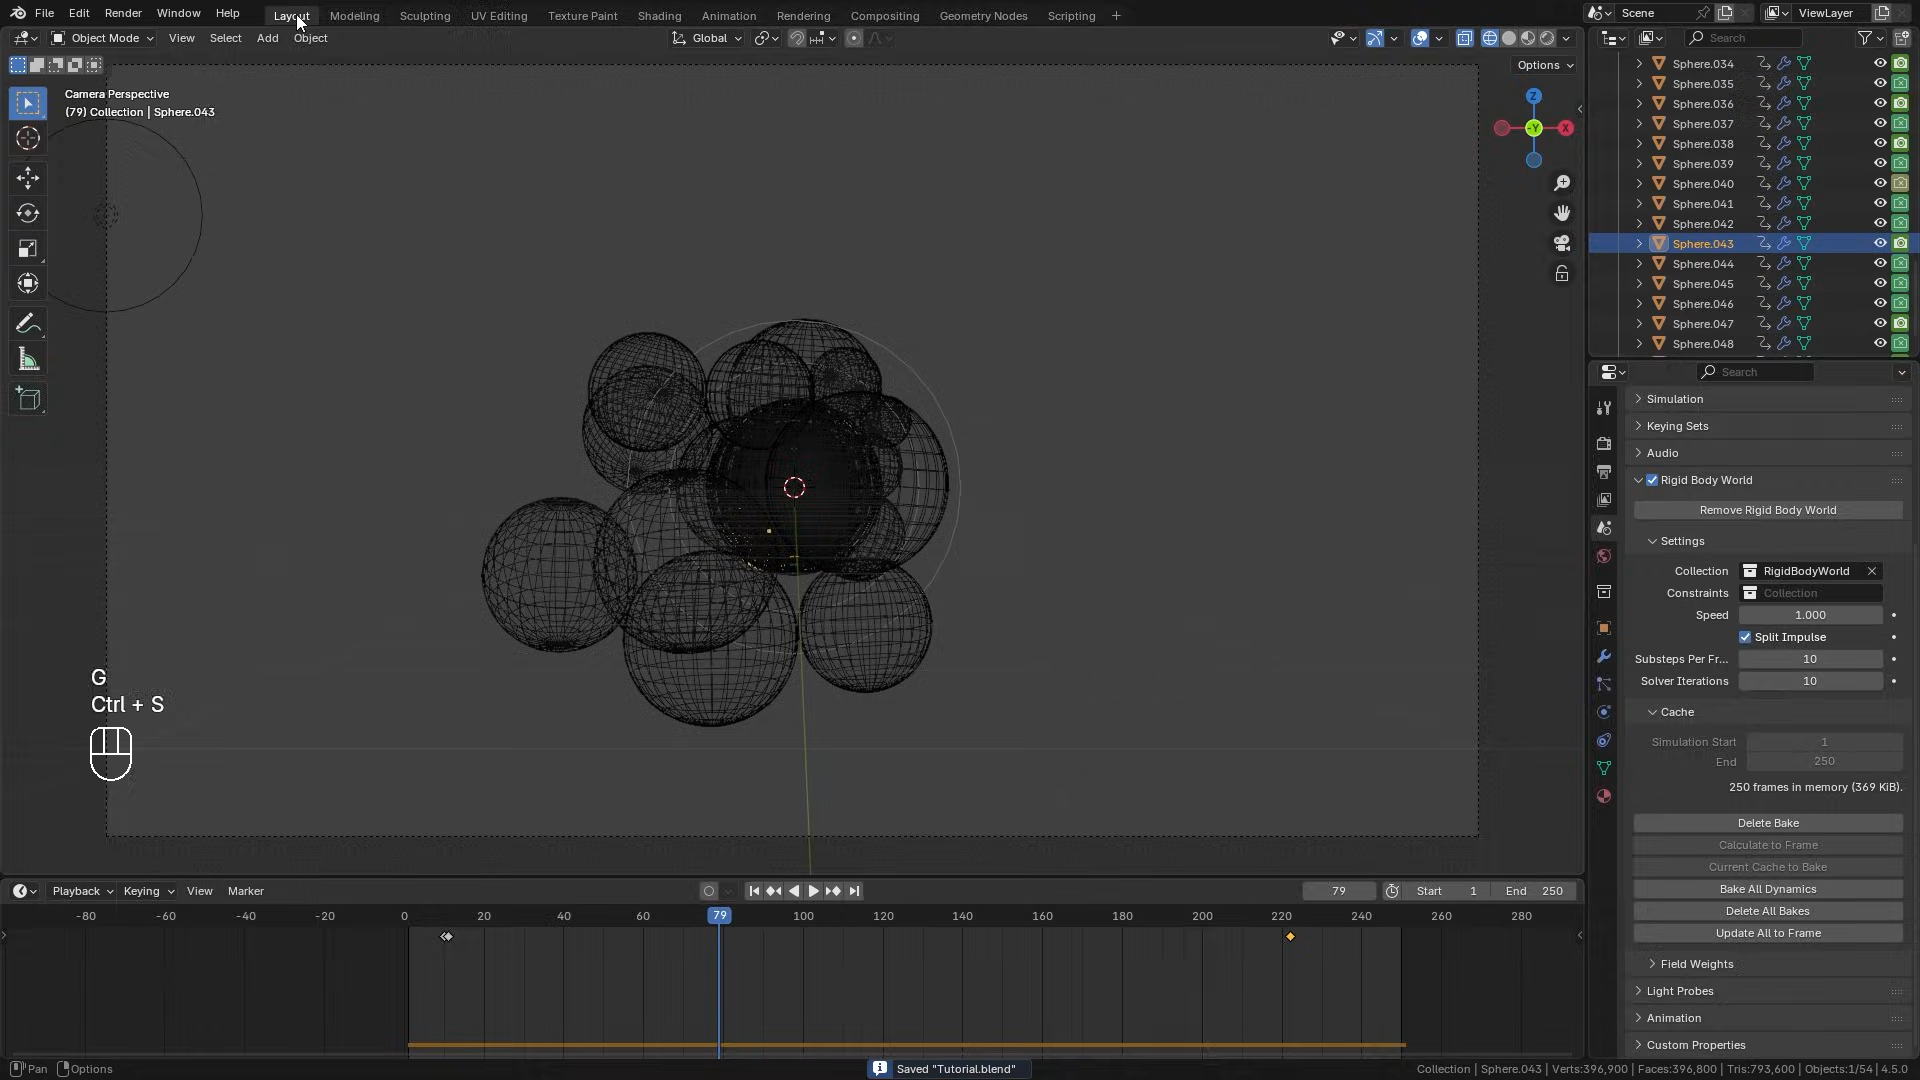 File Edit Render Window Help Layout Modeling Sculpting UV Editing Texture Paint Shading Animation Rendering Compositing Geometry Nodes Scripting + Scene ViewLayer
Object Mode View Select Add Object Global Search
Options
Camera Perspective
(79) Collection | Sphere.043
Z
-Y
X
G
Ctrl + S
Sphere.034
Sphere.035
Sphere.036
Sphere.037
Sphere.038
Sphere.039
Sphere.040
Sphere.041
Sphere.042
Sphere.043
Sphere.044
Sphere.045
Sphere.046
Sphere.047
Sphere.048
Search
Simulation
Keying Sets
Audio
Rigid Body World
Remove Rigid Body World
Settings
Collection RigidBodyWorld
Constraints Collection
Speed 1.000
Split Impulse
Substeps Per Fr... 10
Solver Iterations 10
Cache
Simulation Start 1
End 250
250 frames in memory (369 KiB).
Delete Bake
Calculate to Frame
Current Cache to Bake
Bake All Dynamics
Delete All Bakes
Update All to Frame
Field Weights
Light Probes
Animation
Custom Properties
Playback Keying View Marker 79 Start 1 End 250
-80 -60 -40 -20 0 20 40 60 79 100 120 140 160 180 200 220 240 260 280
Pan Options Saved "Tutorial.blend" Collection | Sphere.043 | Verts:396,900 | Faces:396,800 | Tris:793,600 | Objects:1/54 | 4.5.0